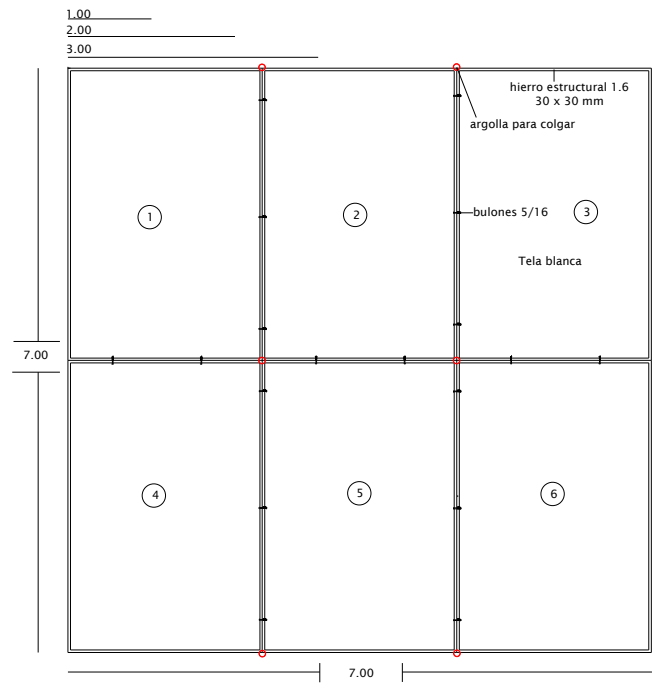 1.00
2.00
3.00
hierro estructural 1.6
30 x 30 mm
argolla para colgar
1
2
bulones 5/16
3
Tela blanca
7.00
4
5
6
7.00